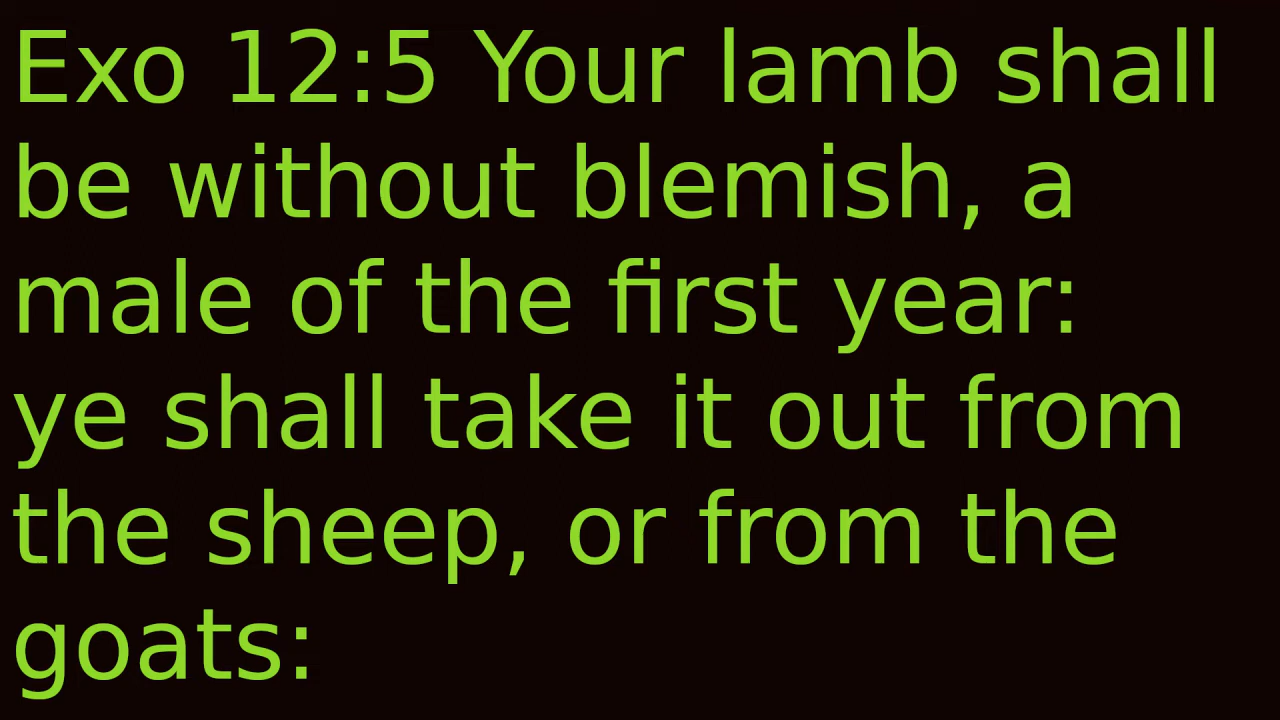 Exo 12:5 Your lamb shall
be without blemish, a
male of the first year:
ye shall take it out from
the sheep, or from the
goats: